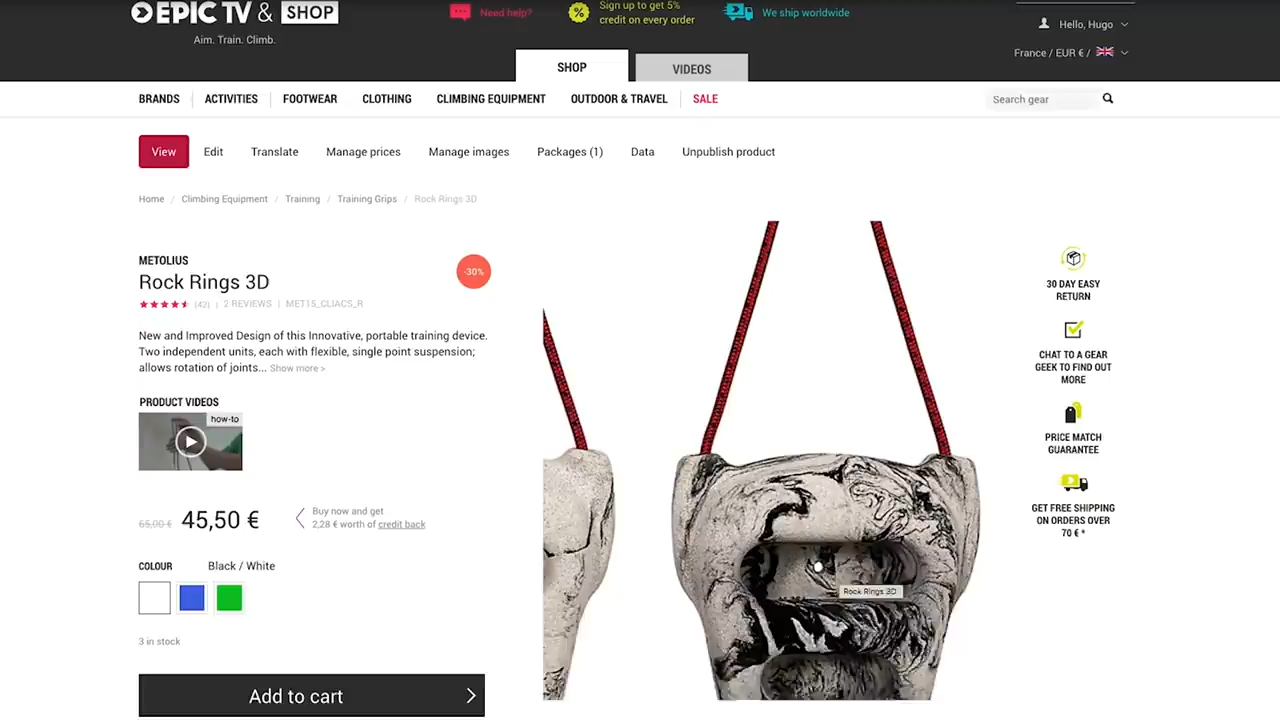 EPIC TV & SHOP
Aim. Train. Climb.
Need help?
Sign up to get 5%
credit on every order
We ship worldwide
Hello, Hugo
France / EUR € /
SHOP
VIDEOS
BRANDS
ACTIVITIES
FOOTWEAR
CLOTHING
CLIMBING EQUIPMENT
OUTDOOR & TRAVEL
SALE
Search gear
View
Edit
Translate
Manage prices
Manage images
Packages (1)
Data
Unpublish product
Home / Climbing Equipment / Training / Training Grips / Rock Rings 3D
METOLIUS
Rock Rings 3D
-30%
(42) | 2 REVIEWS | MET15_CLIACS_R
New and Improved Design of this Innovative, portable training device.
Two independent units, each with flexible, single point suspension;
allows rotation of joints... Show more >
PRODUCT VIDEOS
how-to
65,00 € 45,50 €
Buy now and get
2,28 € worth of credit back
COLOUR
Black / White
3 in stock
Add to cart
Rock Rings 3D
30 DAY EASY
RETURN
CHAT TO A GEAR
GEEK TO FIND OUT
MORE
PRICE MATCH
GUARANTEE
GET FREE SHIPPING
ON ORDERS OVER
70 € *